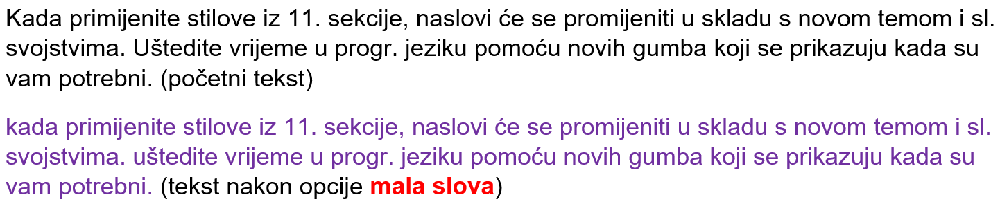 Kada primijenite stilove iz 11. sekcije, naslovi će se promijeniti u skladu s novom temom i sl.
svojstvima. Uštedite vrijeme u progr. jeziku pomoću novih gumba koji se prikazuju kada su
vam potrebni. (početni tekst)
kada primijenite stilove iz 11. sekcije, naslovi će se promijeniti u skladu s novom temom i sl.
svojstvima. uštedite vrijeme u progr. jeziku pomoću novih gumba koji se prikazuju kada su
vam potrebni. (tekst nakon opcije mala slova)